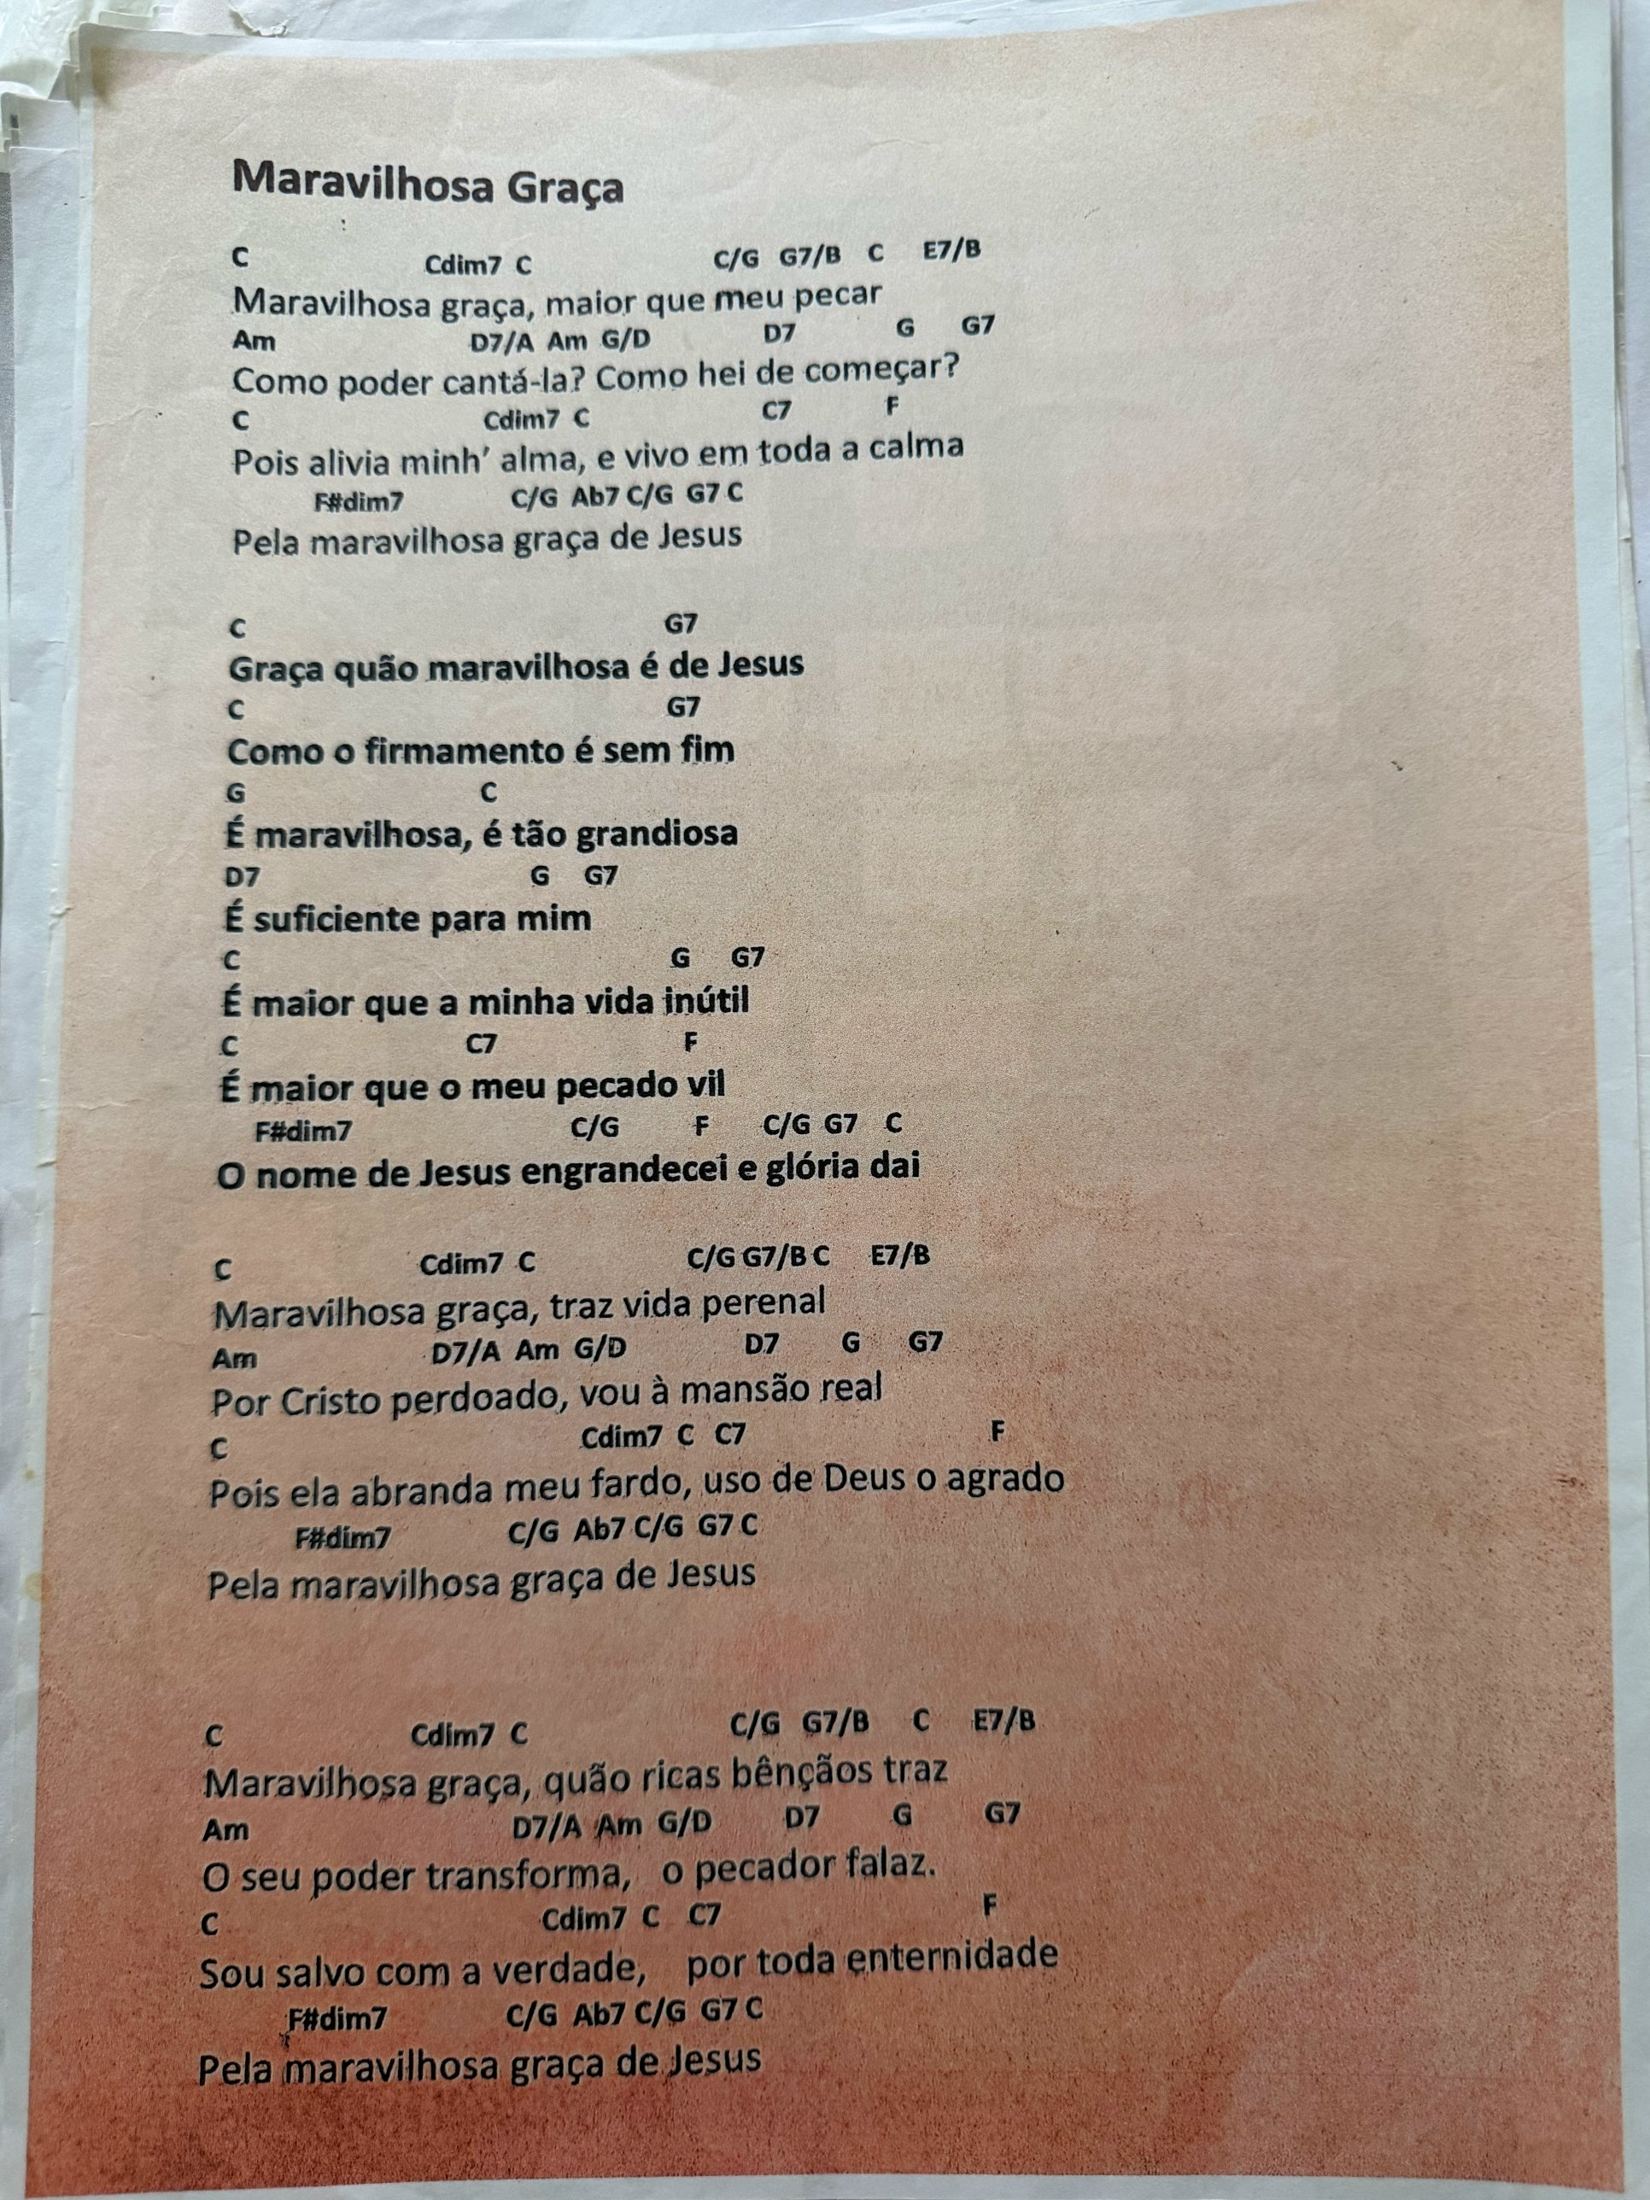 Maravilhosa Graça
C Cdim7 C C/G G7/B C E7/B
Maravilhosa graça, maior que meu pecar
Am D7/A Am G/D D7 G G7
Como poder cantá-la? Como hei de começar?
C Cdim7 C C7 F
Pois alivia minh' alma, e vivo em toda a calma
F#dim7 C/G Ab7 C/G G7 C
Pela maravilhosa graça de Jesus
C G7
Graça quão maravilhosa é de Jesus
C G7
Como o firmamento é sem fim
G C
É maravilhosa, é tão grandiosa
D7 G G7
É suficiente para mim
C G G7
É maior que a minha vida inútil
C C7 F
É maior que o meu pecado vil
F#dim7 C/G F C/G G7 C
O nome de Jesus engrandecei e glória dai
C Cdim7 C C/G G7/B C E7/B
Maravilhosa graça, traz vida perenal
Am D7/A Am G/D D7 G G7
Por Cristo perdoado, vou à mansão real
C Cdim7 C C7 F
Pois ela abranda meu fardo, uso de Deus o agrado
F#dim7 C/G Ab7 C/G G7 C
Pela maravilhosa graça de Jesus
C Cdim7 C C/G G7/B C E7/B
Maravilhosa graça, quão ricas bênçãos traz
Am D7/A Am G/D D7 G G7
O seu poder transforma, o pecador falaz.
C Cdim7 C C7 F
Sou salvo com a verdade, por toda enternidade
F#dim7 C/G Ab7 C/G G7 C
Pela maravilhosa graça de Jesus